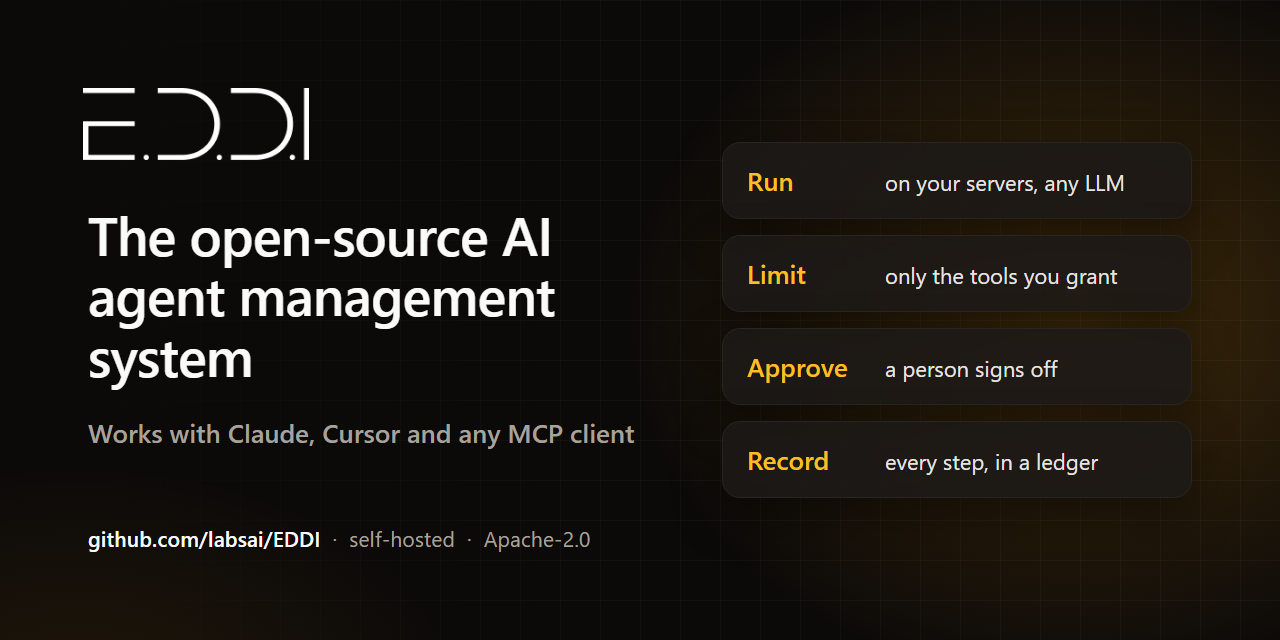 E.D.D.I
The open-source AI
agent management
system
Works with Claude, Cursor and any MCP client
github.com/labsai/EDDI · self-hosted · Apache-2.0
Run on your servers, any LLM
Limit only the tools you grant
Approve a person signs off
Record every step, in a ledger